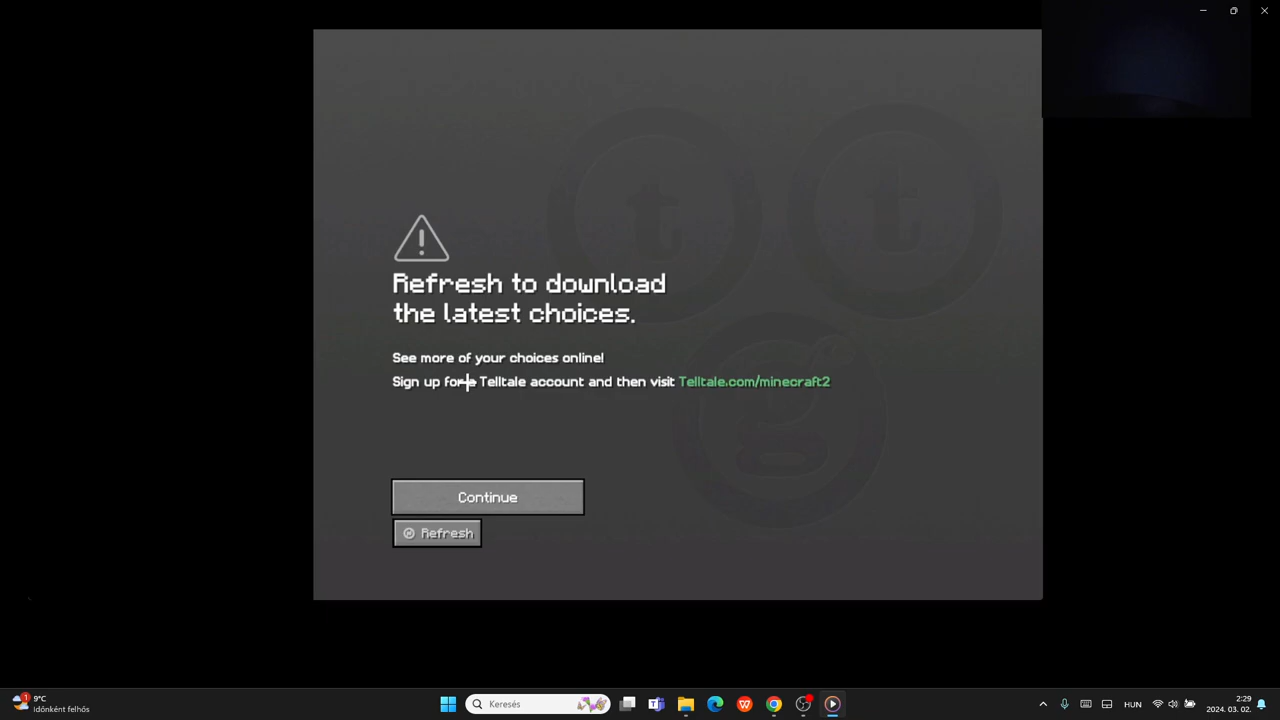 Refresh to download
the latest choices.
See more of your choices online!
Sign up for a Telltale account and then visit Telltale.com/minecraft2
Continue
Refresh
1
9°C
Időnként felhős
Keresés
HUN
2:29
2024. 03. 02.